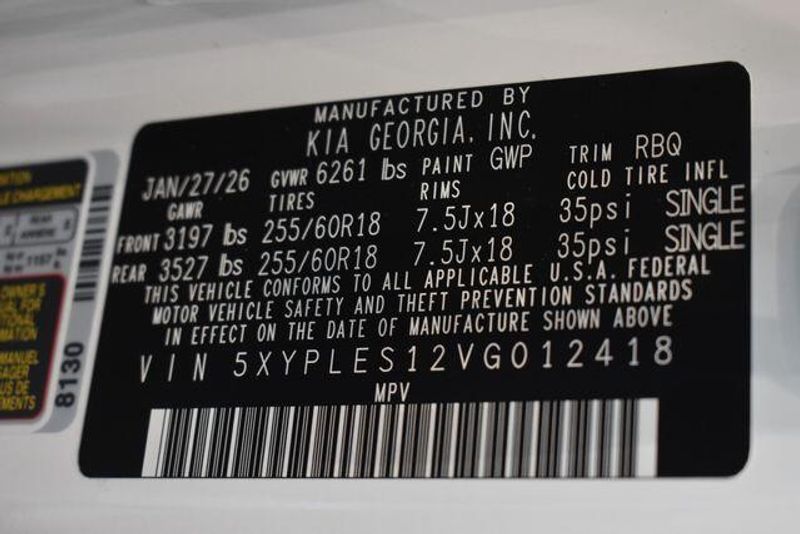 MANUFACTURED BY
KIA GEORGIA, INC.
JAN/27/26 GVWR 6261 lbs PAINT GWP TRIM RBQ
GAWR TIRES RIMS COLD TIRE INFL
FRONT 3197 lbs 255/60R18 7.5Jx18 35psi SINGLE
REAR 3527 lbs 255/60R18 7.5Jx18 35psi SINGLE
THIS VEHICLE CONFORMS TO ALL APPLICABLE U.S.A. FEDERAL
MOTOR VEHICLE SAFETY AND THEFT PREVENTION STANDARDS
IN EFFECT ON THE DATE OF MANUFACTURE SHOWN ABOVE
VIN 5XYPLES12VG012418
MPV
8130